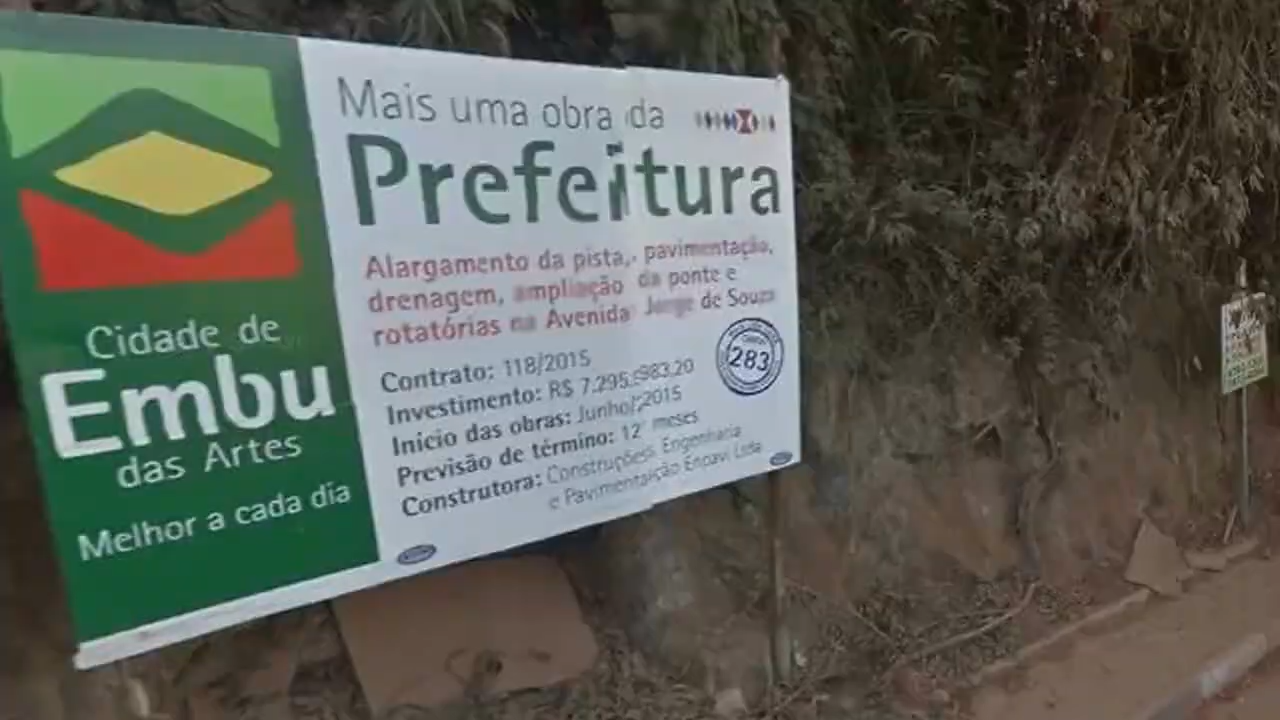 Cidade de
Embu
das Artes
Melhor a cada dia
Mais uma obra da
Prefeitura
Alargamento da pista, pavimentação,
drenagem, ampliação da ponte e
rotatórias na Avenida Jorge de Souza
Contrato: 118/2015
Investimento: R$ 7.295.983,20
Início das obras: Junho/2015
Previsão de término: 12 meses
Construtora: Construções, Engenharia
e Pavimentação Enpavi Ltda
283